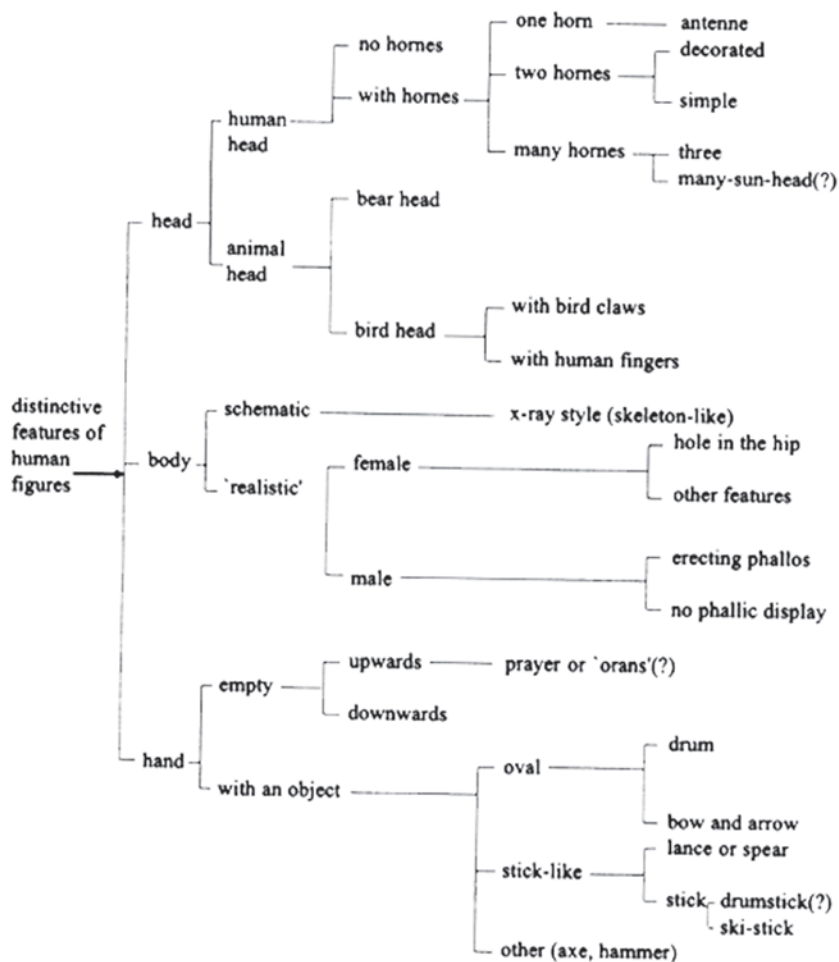 one horn
antenne
no hornes
decorated
two hornes
with hornes
simple
human
head
many hornes
three
many-sun-head(?)
bear head
head
animal
head
with bird claws
bird head
with human fingers
distinctive
features of
human
figures
schematic
x-ray style (skeleton-like)
body
female
hole in the hip
`realistic'
other features
erecting phallos
male
no phallic display
upwards
prayer or `orans'(?)
empty
downwards
drum
hand
oval
with an object
bow and arrow
lance or spear
stick-like
stick
drumstick(?)
ski-stick
other (axe, hammer)